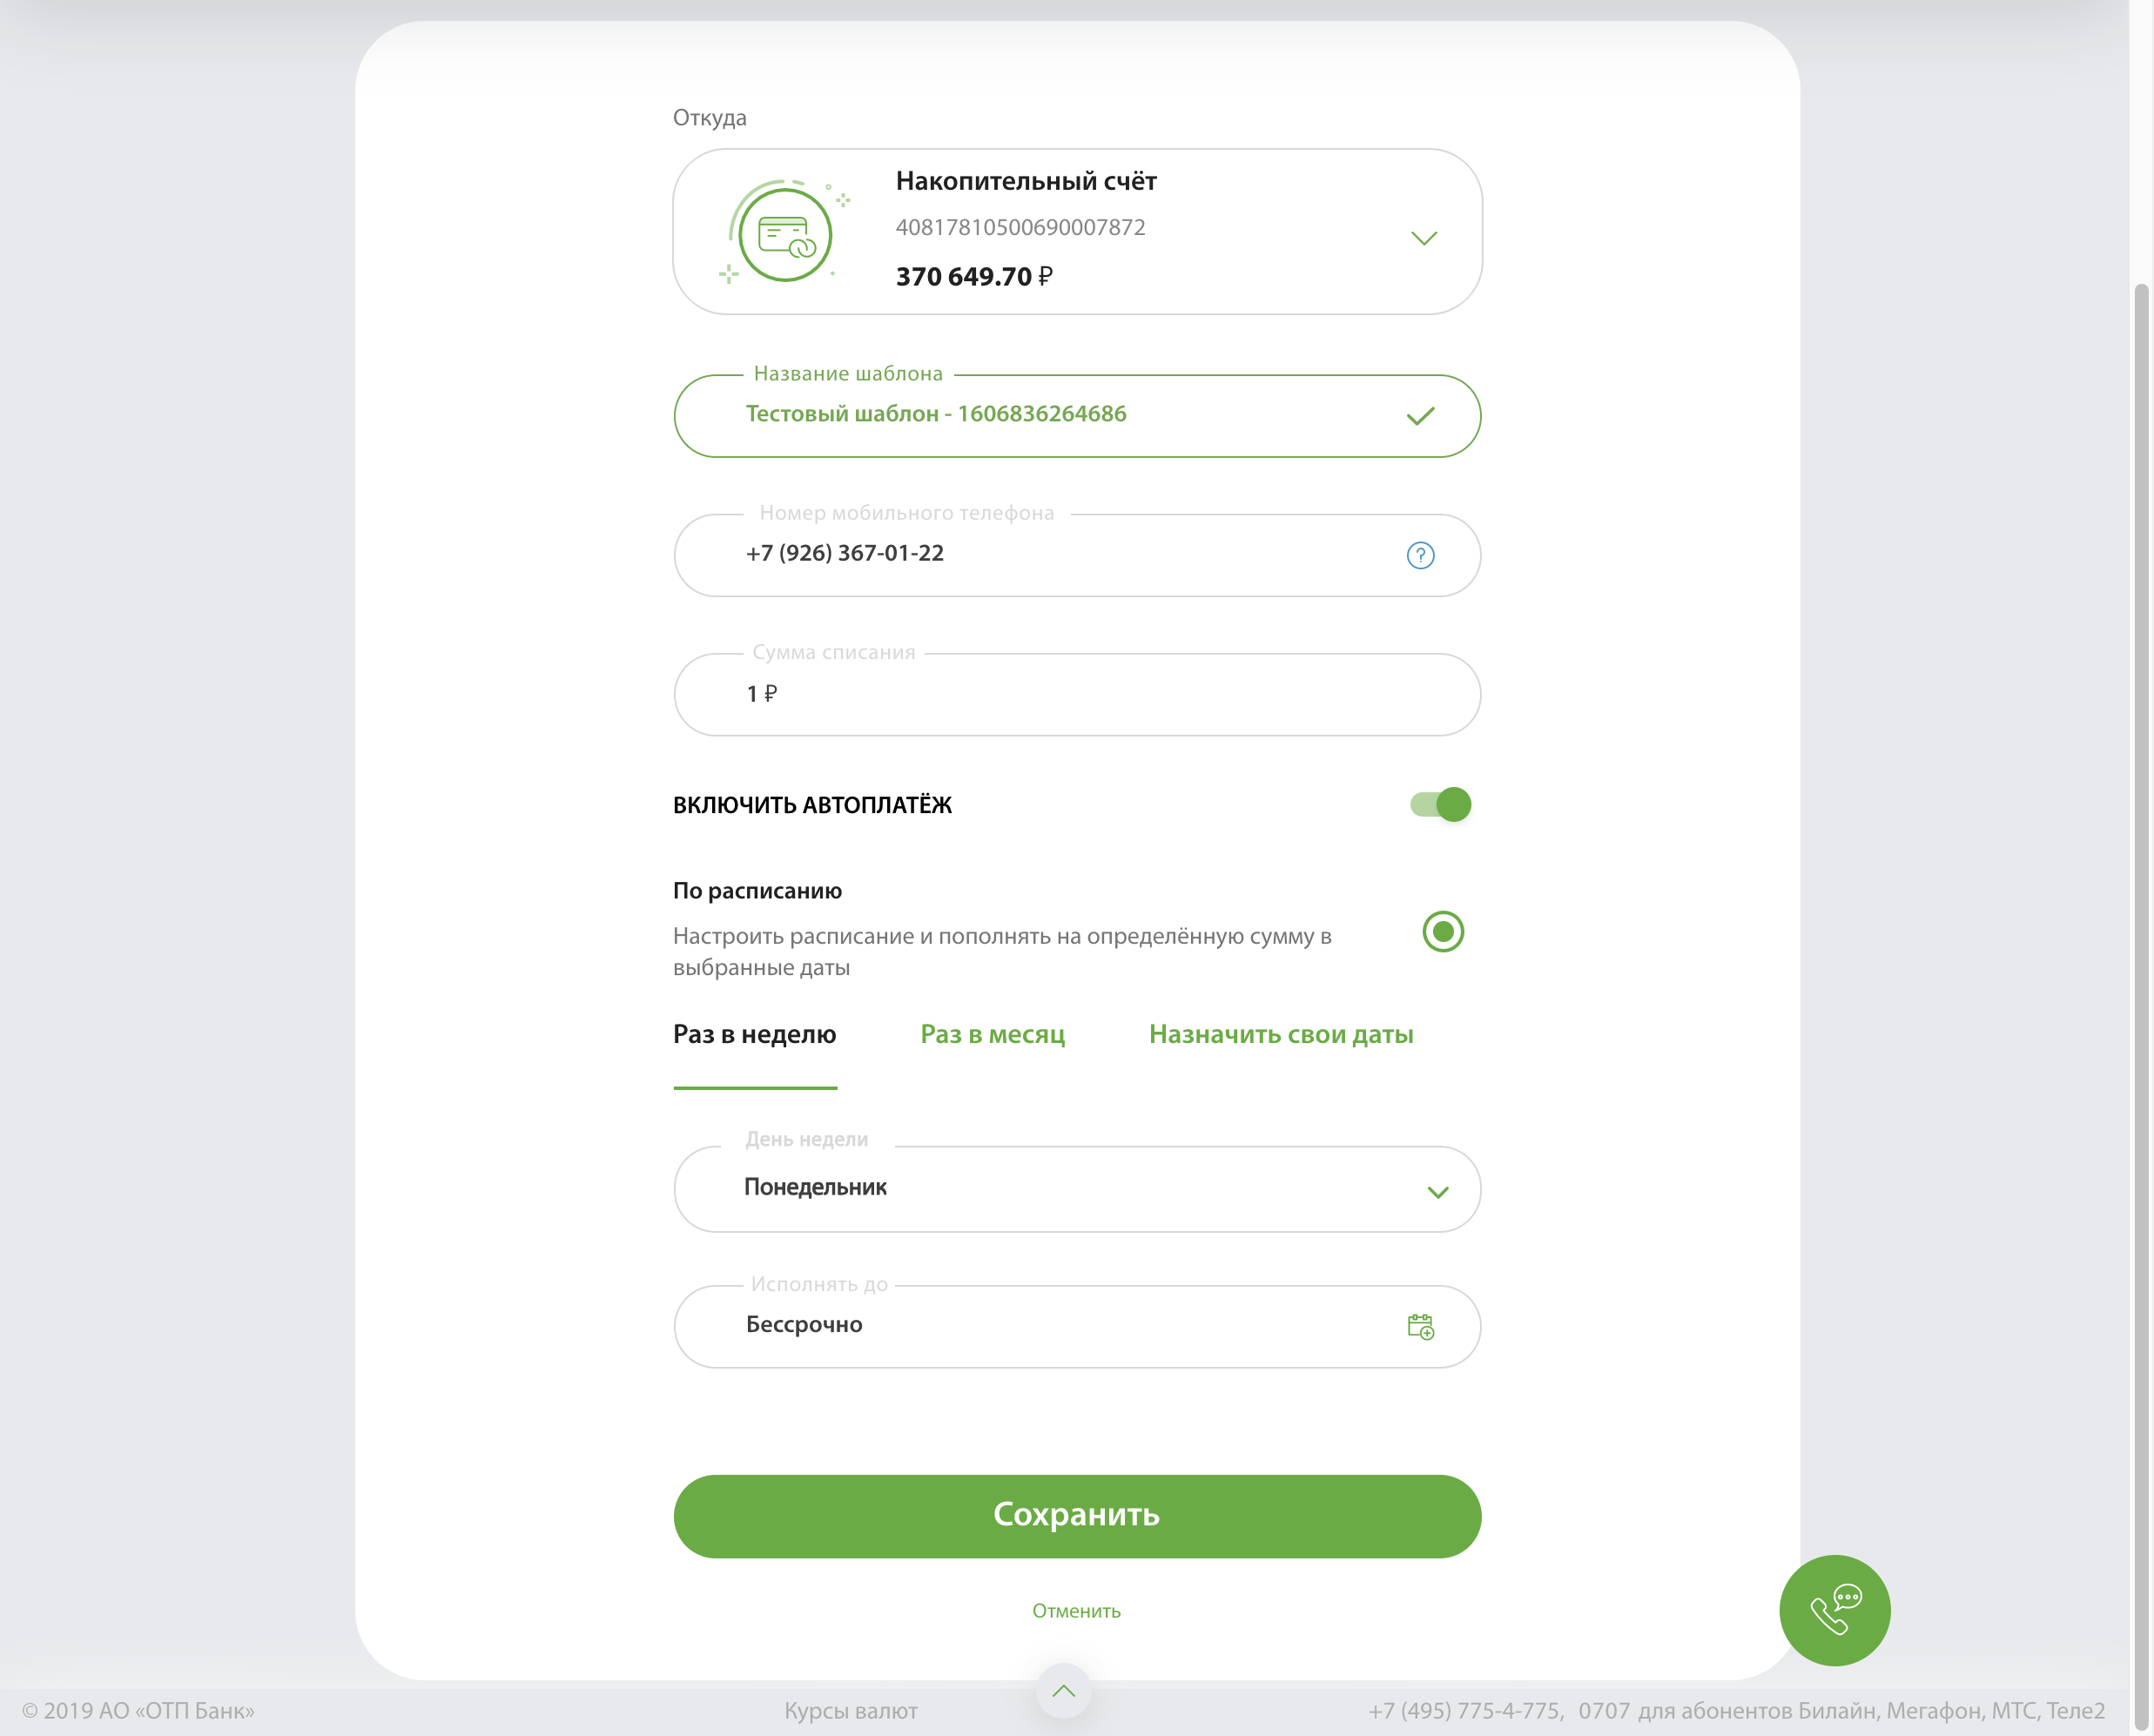 Откуда
Накопительный счёт
40817810500690007872
370 649.70 ₽
Название шаблона
Тестовый шаблон - 1606836264686
Номер мобильного телефона
+7 (926) 367-01-22
Сумма списания
1 ₽
ВКЛЮЧИТЬ АВТОПЛАТЁЖ
По расписанию
Настроить расписание и пополнять на определённую сумму в
выбранные даты
Раз в неделю Раз в месяц Назначить свои даты
День недели
Понедельник
Исполнять до
Бессрочно
Сохранить
Отменить
© 2019 АО «ОТП Банк» Курсы валют +7 (495) 775-4-775, 0707 для абонентов Билайн, Мегафон, МТС, Теле2